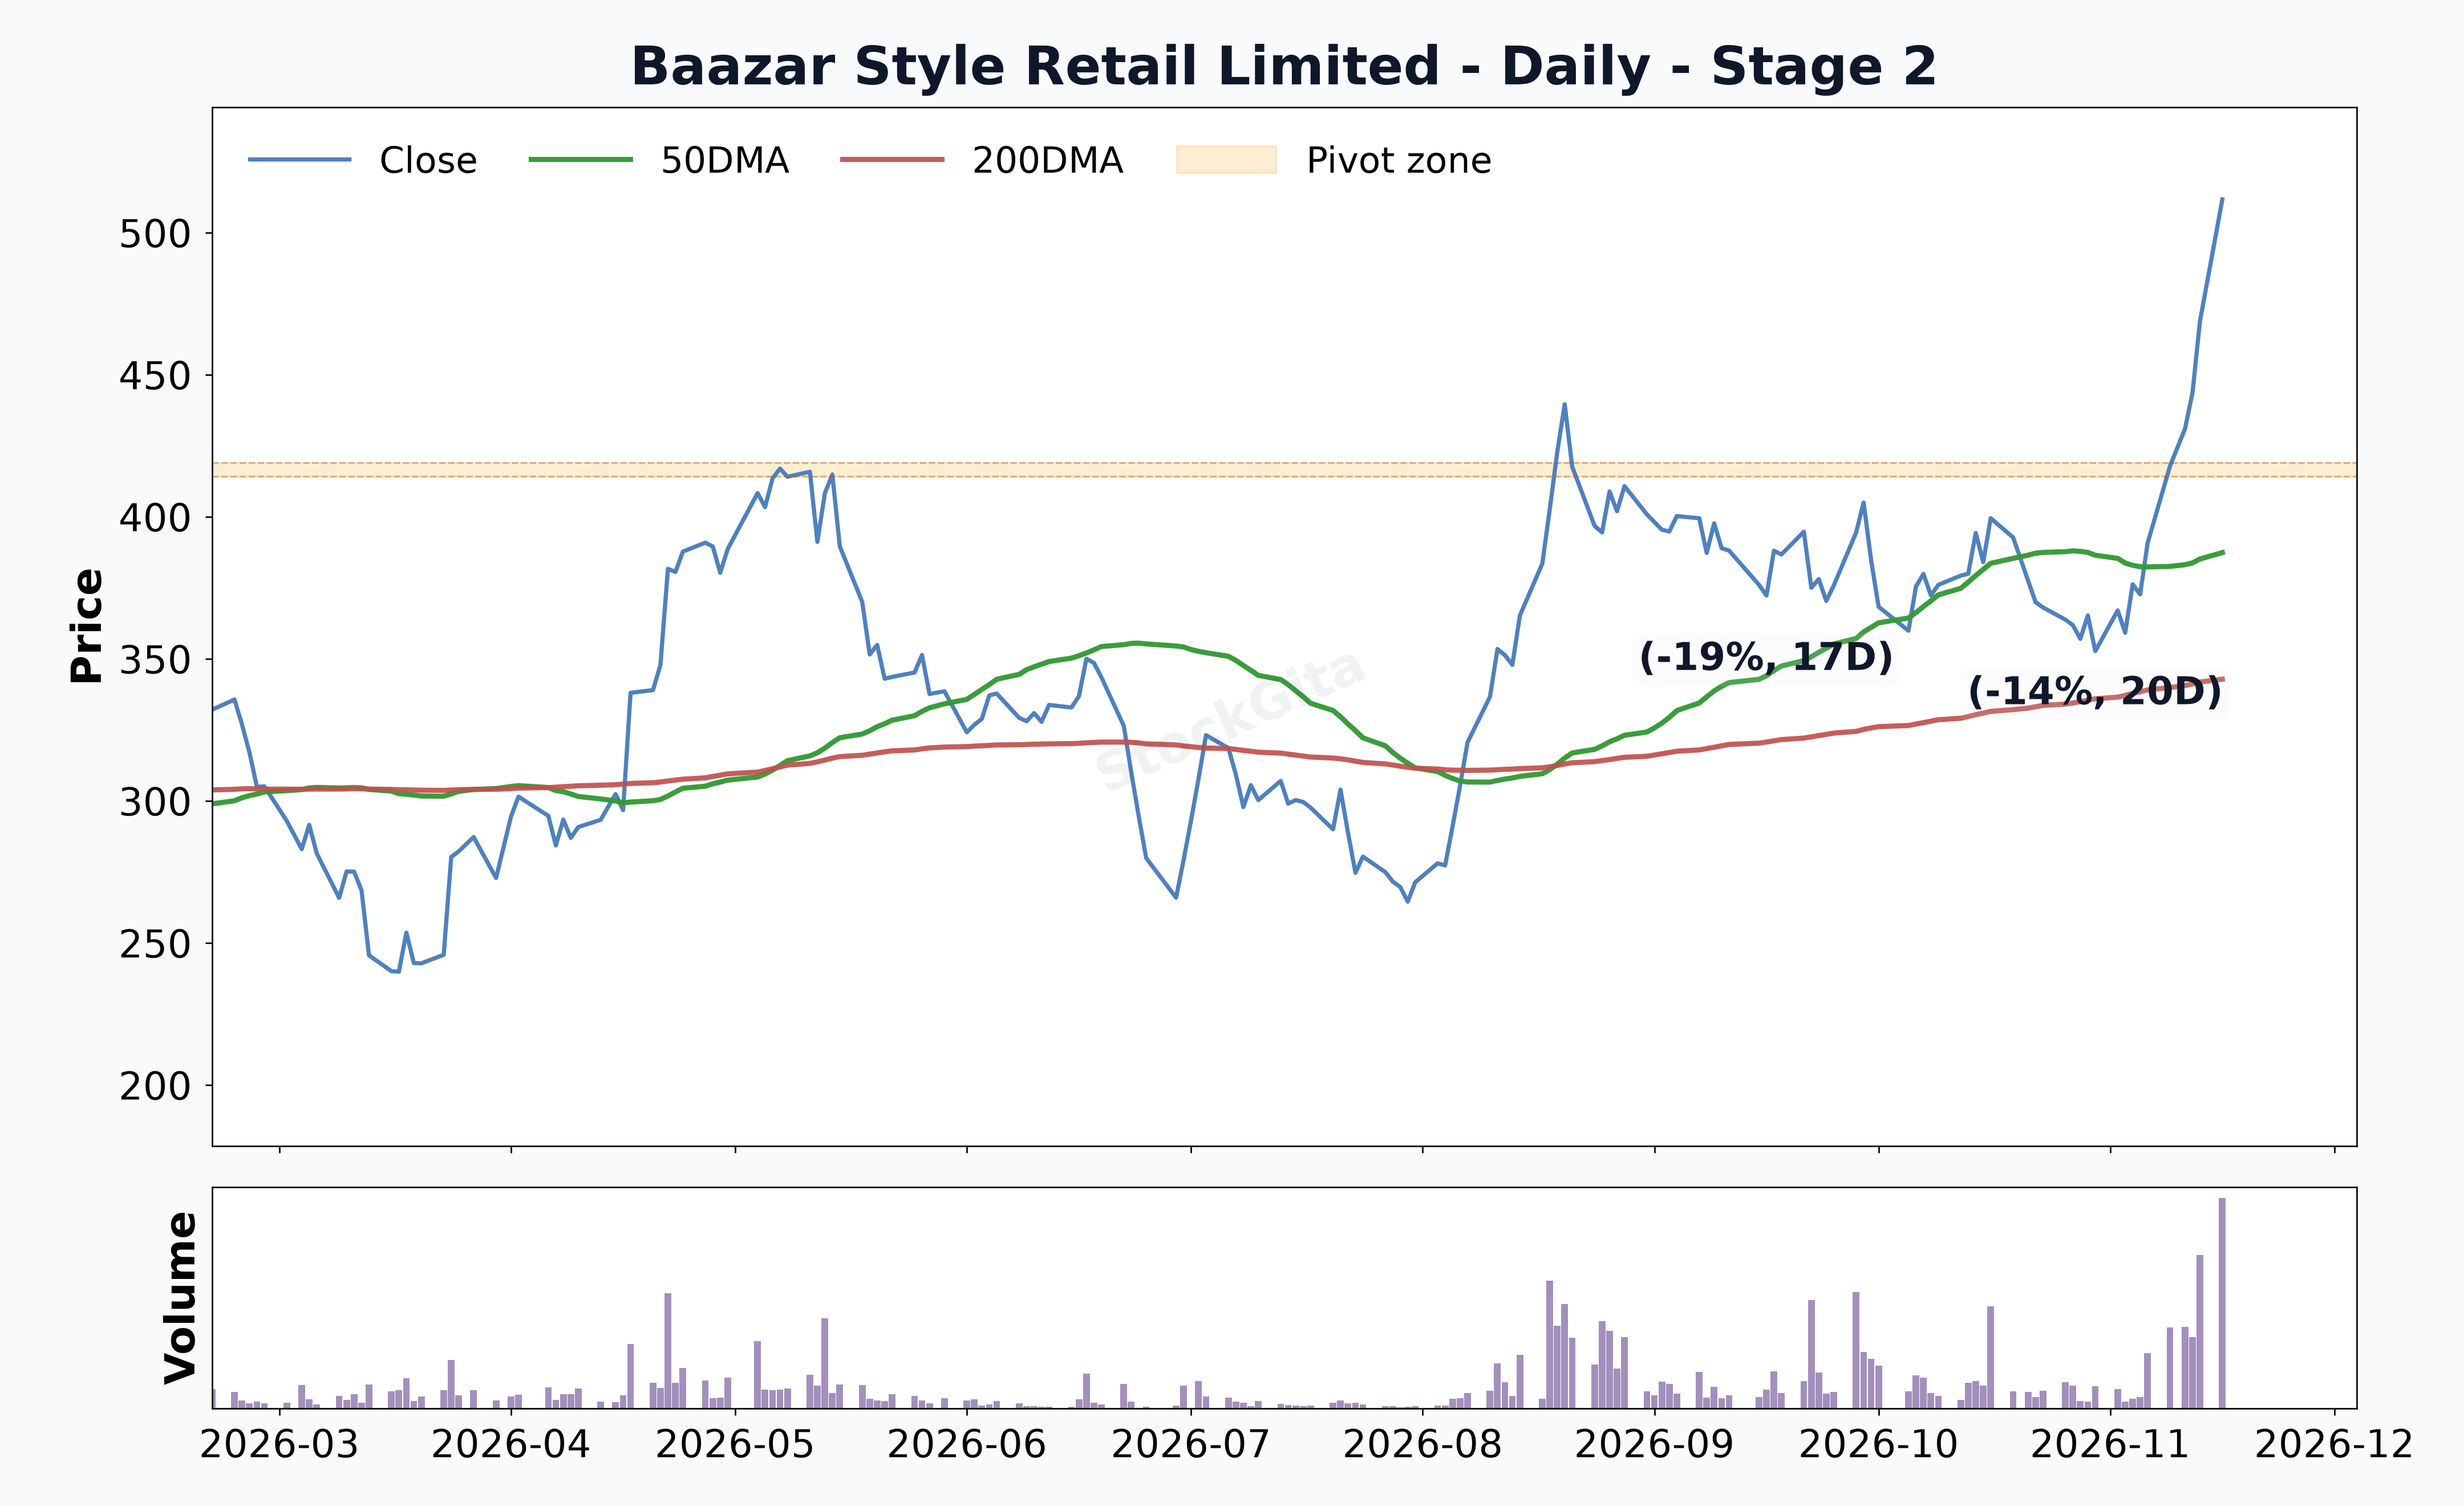 Baazar Style Retail Limited - Daily - Stage 2
Close 50DMA 200DMA Pivot zone
500
450
400
350
300
250
200
Price
(-19%, 17D)
(-14%, 20D)
StockGita
Volume
2026-03 2026-04 2026-05 2026-06 2026-07 2026-08 2026-09 2026-10 2026-11 2026-12